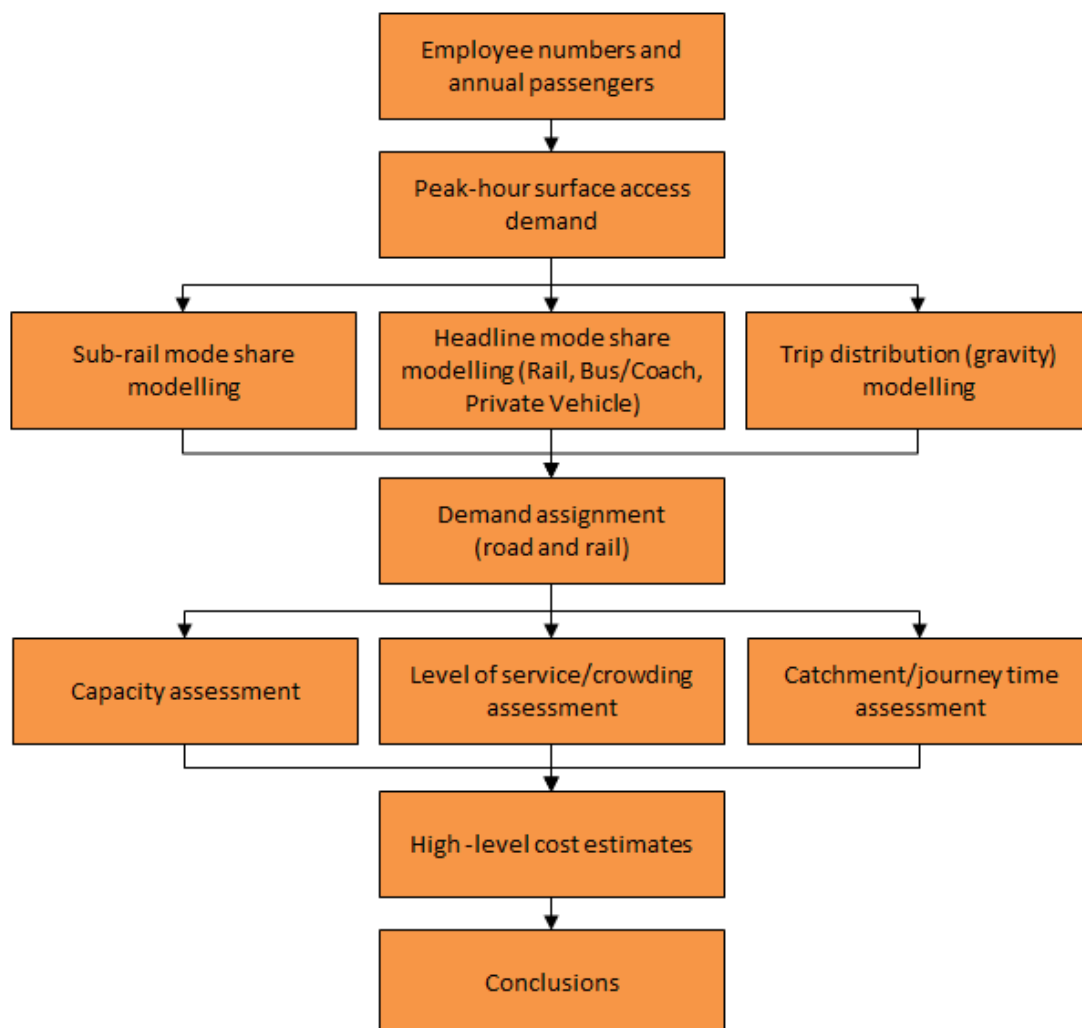 Employee numbers and
annual passengers
Peak-hour surface access
demand
Sub-rail mode share
modelling
Headline mode share
modelling (Rail, Bus/Coach,
Private Vehicle)
Trip distribution (gravity)
modelling
Demand assignment
(road and rail)
Capacity assessment
Level of service/crowding
assessment
Catchment/journey time
assessment
High -level cost estimates
Conclusions